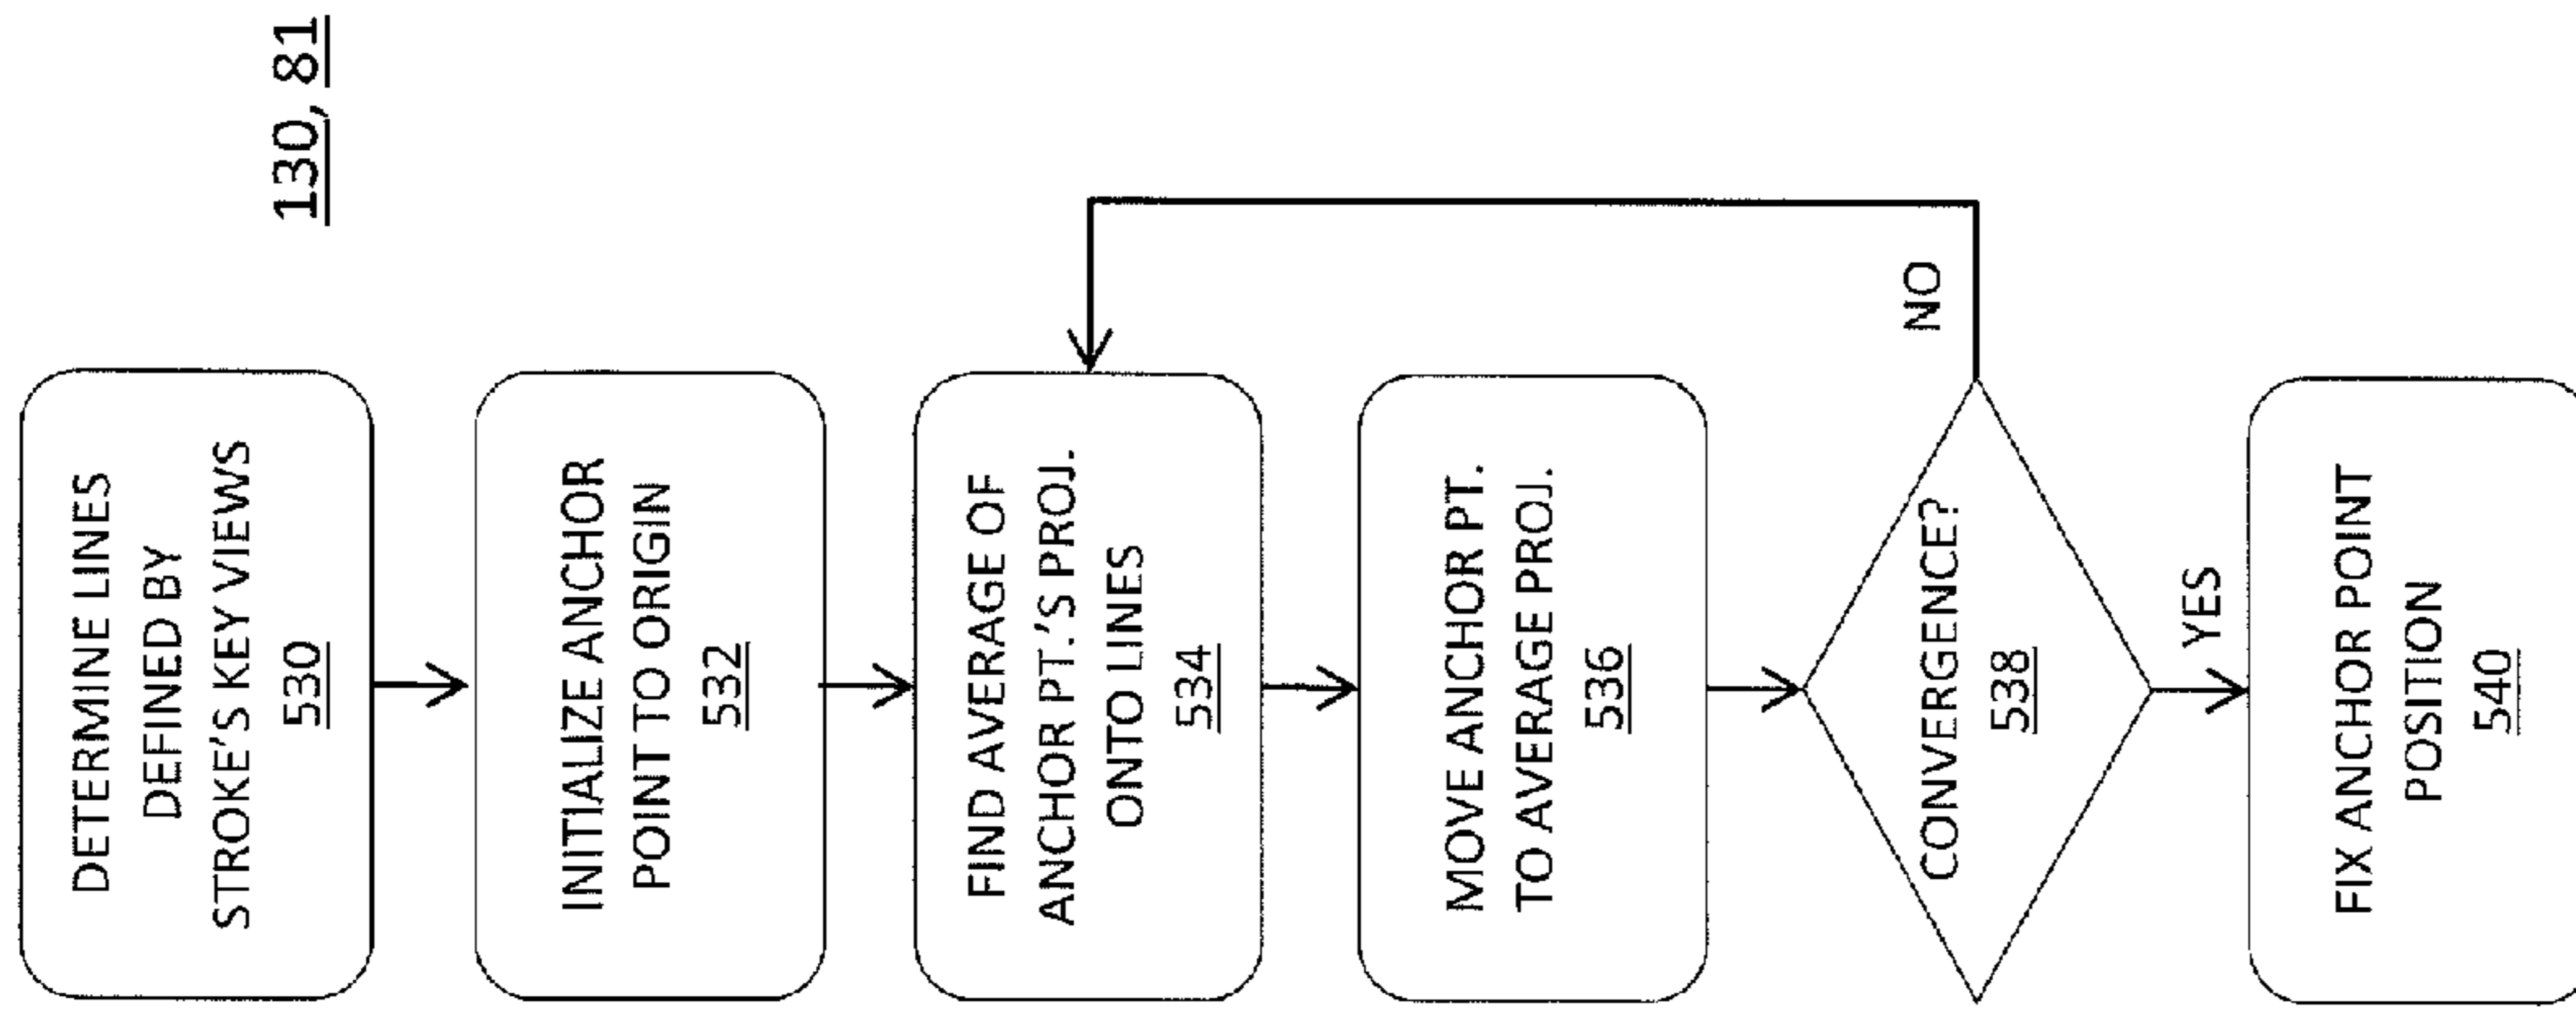 130, 81
DETERMINE LINES
DEFINED BY
STROKE'S KEY VIEWS
530
INITIALIZE ANCHOR
POINT TO ORIGIN
532
FIND AVERAGE OF
ANCHOR PT.'S PROJ.
ONTO LINES
534
MOVE ANCHOR PT.
TO AVERAGE PROJ.
536
CONVERGENCE?
538
NO
YES
FIX ANCHOR POINT
POSITION
540